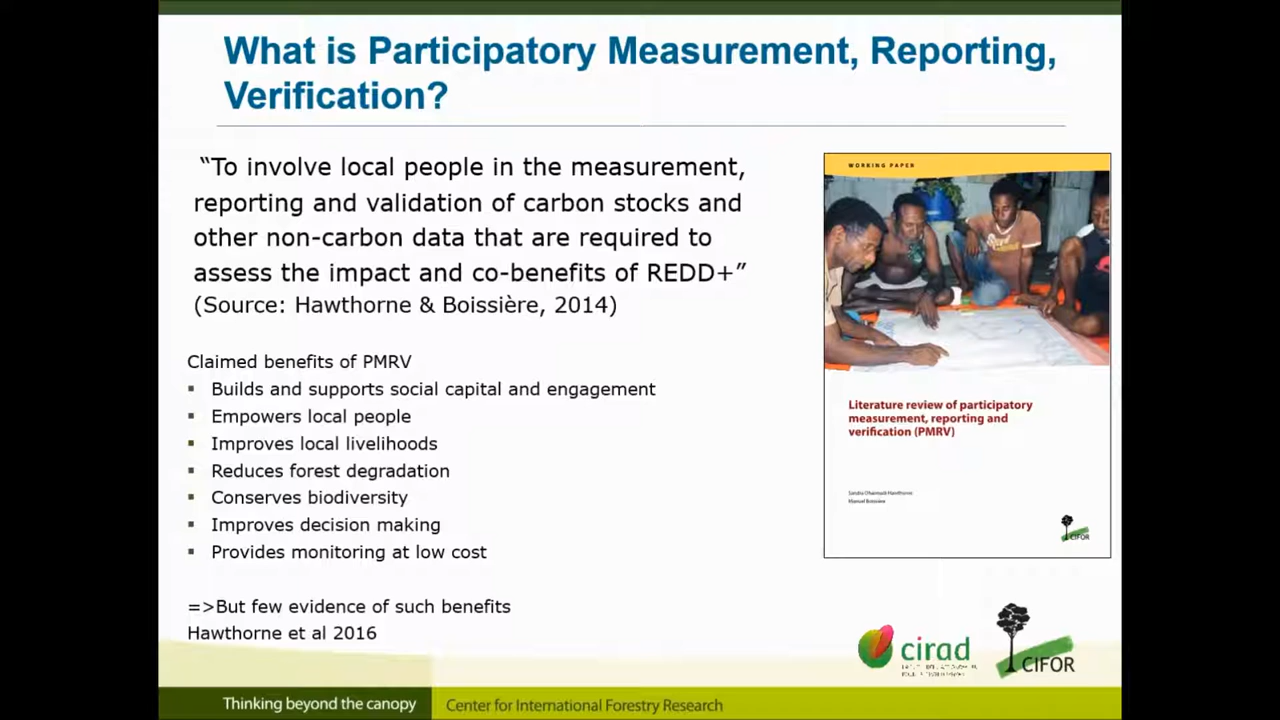 What is Participatory Measurement, Reporting,
Verification?
“To involve local people in the measurement,
reporting and validation of carbon stocks and
other non-carbon data that are required to
assess the impact and co-benefits of REDD+”
(Source: Hawthorne & Boissière, 2014)
Claimed benefits of PMRV
▪ Builds and supports social capital and engagement
▪ Empowers local people
▪ Improves local livelihoods
▪ Reduces forest degradation
▪ Conserves biodiversity
▪ Improves decision making
▪ Provides monitoring at low cost
=>But few evidence of such benefits
Hawthorne et al 2016
WORKING PAPER
Literature review of participatory
measurement, reporting and
verification (PMRV)
Manuel Boissière
CIFOR
cirad
CIFOR
Thinking beyond the canopy
Center for International Forestry Research